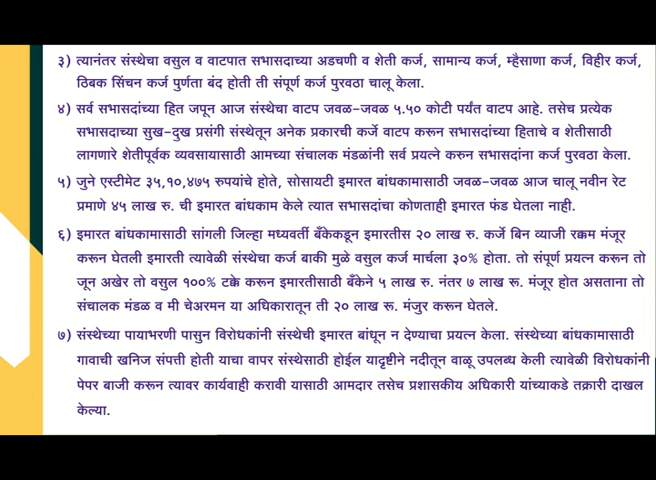 ३) त्यानंतर संस्थेचा वसुल व वाटपात सभासदाच्या अडचणी व शेती कर्ज, सामान्य कर्ज, म्हैसाणा कर्ज, विहीर कर्ज,
ठिबक सिंचन कर्ज पुर्णता बंद होती ती संपूर्ण कर्ज पुरवठा चालू केला.
४) सर्व सभासदांच्या हित जपून आज संस्थेचा वाटप जवळ-जवळ ५.५० कोटी पर्यंत वाटप आहे. तसेच प्रत्येक
सभासदाच्या सुख-दुख प्रसंगी संस्थेतून अनेक प्रकारची कर्जे वाटप करून सभासदांच्या हिताचे व शेतीसाठी
लागणारे शेतीपूर्वक व्यवसायासाठी आमच्या संचालक मंडळांनी सर्व प्रयत्ने करुन सभासदांना कर्ज पुरवठा केला.
५) जुने एस्टीमेट ३५,१०,४७५ रुपयांचे होते, सोसायटी इमारत बांधकामासाठी जवळ-जवळ आज चालू नवीन रेट
प्रमाणे ४५ लाख रु. ची इमारत बांधकाम केले त्यात सभासदांचा कोणताही इमारत फंड घेतला नाही.
६) इमारत बांधकामासाठी सांगली जिल्हा मध्यवर्ती बँकेकडून इमारतीस २० लाख रु. कर्जे बिन व्याजी रक्कम मंजूर
करून घेतली इमारती त्यावेळी संस्थेचा कर्ज बाकी मुळे वसुल कर्ज मार्चला ३०% होता. तो संपूर्ण प्रयत्न करून तो
जून अखेर तो वसुल १००% टक्के करून इमारतीसाठी बँकेने ५ लाख रु. नंतर ७ लाख रू. मंजूर होत असताना तो
संचालक मंडळ व मी चेअरमन या अधिकारातून ती २० लाख रू. मंजुर करून घेतले.
७) संस्थेच्या पायाभरणी पासुन विरोधकांनी संस्थेची इमारत बांधून न देण्याचा प्रयत्न केला. संस्थेच्या बांधकामासाठी
गावाची खनिज संपती होती याचा वापर संस्थेसाठी होईल यादृष्टीने नदीतून वाळू उपलब्ध केली त्यावेळी विरोधकांनी
पेपर बाजी करून त्यावर कार्यवाही करावी यासाठी आमदार तसेच प्रशासकीय अधिकारी यांच्याकडे तक्रारी दाखल
केल्या.